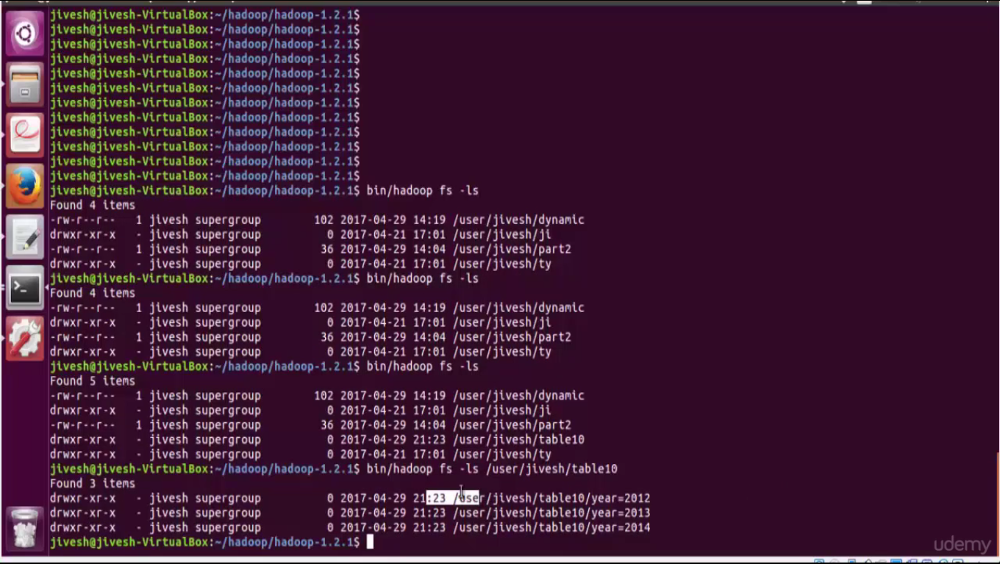 jivesh@jivesh-VirtualBox:~/hadoop/hadoop-1.2.1$
jivesh@jivesh-VirtualBox:~/hadoop/hadoop-1.2.1$
jivesh@jivesh-VirtualBox:~/hadoop/hadoop-1.2.1$
jivesh@jivesh-VirtualBox:~/hadoop/hadoop-1.2.1$
jivesh@jivesh-VirtualBox:~/hadoop/hadoop-1.2.1$
jivesh@jivesh-VirtualBox:~/hadoop/hadoop-1.2.1$
jivesh@jivesh-VirtualBox:~/hadoop/hadoop-1.2.1$
jivesh@jivesh-VirtualBox:~/hadoop/hadoop-1.2.1$
jivesh@jivesh-VirtualBox:~/hadoop/hadoop-1.2.1$
jivesh@jivesh-VirtualBox:~/hadoop/hadoop-1.2.1$
jivesh@jivesh-VirtualBox:~/hadoop/hadoop-1.2.1$
jivesh@jivesh-VirtualBox:~/hadoop/hadoop-1.2.1$
jivesh@jivesh-VirtualBox:~/hadoop/hadoop-1.2.1$ bin/hadoop fs -ls
Found 4 items
-rw-r--r--   1 jivesh supergroup        102 2017-04-29 14:19 /user/jivesh/dynamic
drwxr-xr-x   - jivesh supergroup          0 2017-04-21 17:01 /user/jivesh/ji
-rw-r--r--   1 jivesh supergroup         36 2017-04-29 14:04 /user/jivesh/part2
drwxr-xr-x   - jivesh supergroup          0 2017-04-21 17:01 /user/jivesh/ty
jivesh@jivesh-VirtualBox:~/hadoop/hadoop-1.2.1$ bin/hadoop fs -ls
Found 4 items
-rw-r--r--   1 jivesh supergroup        102 2017-04-29 14:19 /user/jivesh/dynamic
drwxr-xr-x   - jivesh supergroup          0 2017-04-21 17:01 /user/jivesh/ji
-rw-r--r--   1 jivesh supergroup         36 2017-04-29 14:04 /user/jivesh/part2
drwxr-xr-x   - jivesh supergroup          0 2017-04-21 17:01 /user/jivesh/ty
jivesh@jivesh-VirtualBox:~/hadoop/hadoop-1.2.1$ bin/hadoop fs -ls
Found 5 items
-rw-r--r--   1 jivesh supergroup        102 2017-04-29 14:19 /user/jivesh/dynamic
drwxr-xr-x   - jivesh supergroup          0 2017-04-21 17:01 /user/jivesh/ji
-rw-r--r--   1 jivesh supergroup         36 2017-04-29 14:04 /user/jivesh/part2
drwxr-xr-x   - jivesh supergroup          0 2017-04-29 21:23 /user/jivesh/table10
drwxr-xr-x   - jivesh supergroup          0 2017-04-21 17:01 /user/jivesh/ty
jivesh@jivesh-VirtualBox:~/hadoop/hadoop-1.2.1$ bin/hadoop fs -ls /user/jivesh/table10
Found 3 items
drwxr-xr-x   - jivesh supergroup          0 2017-04-29 21:23 /user/jivesh/table10/year=2012
drwxr-xr-x   - jivesh supergroup          0 2017-04-29 21:23 /user/jivesh/table10/year=2013
drwxr-xr-x   - jivesh supergroup          0 2017-04-29 21:23 /user/jivesh/table10/year=2014
jivesh@jivesh-VirtualBox:~/hadoop/hadoop-1.2.1$
udemy